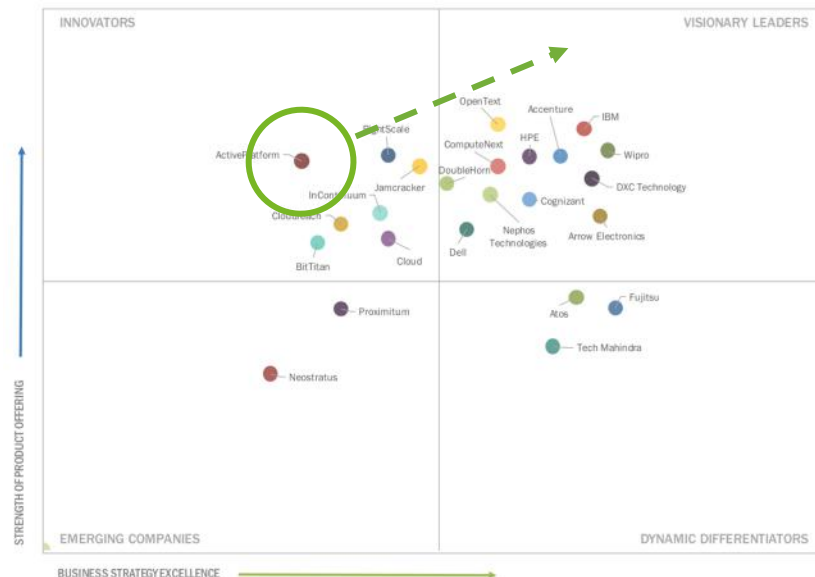 INNOVATORS
VISIONARY LEADERS
OpenText
Accenture
IBM
RightScale
HPE
ActivePlatform
ComputeNext
Wipro
DoubleHorn
Jamcracker
DXC Technology
InContinuum
Cognizant
Cloudreach
Nephos
Technologies
Arrow Electronics
Dell
Cloud
BitTitan
Fujitsu
Proximitum
Atos
Tech Mahindra
Neostratus
STRENGTH OF PRODUCT OFFERING
EMERGING COMPANIES
DYNAMIC DIFFERENTIATORS
BUSINESS STRATEGY EXCELLENCE